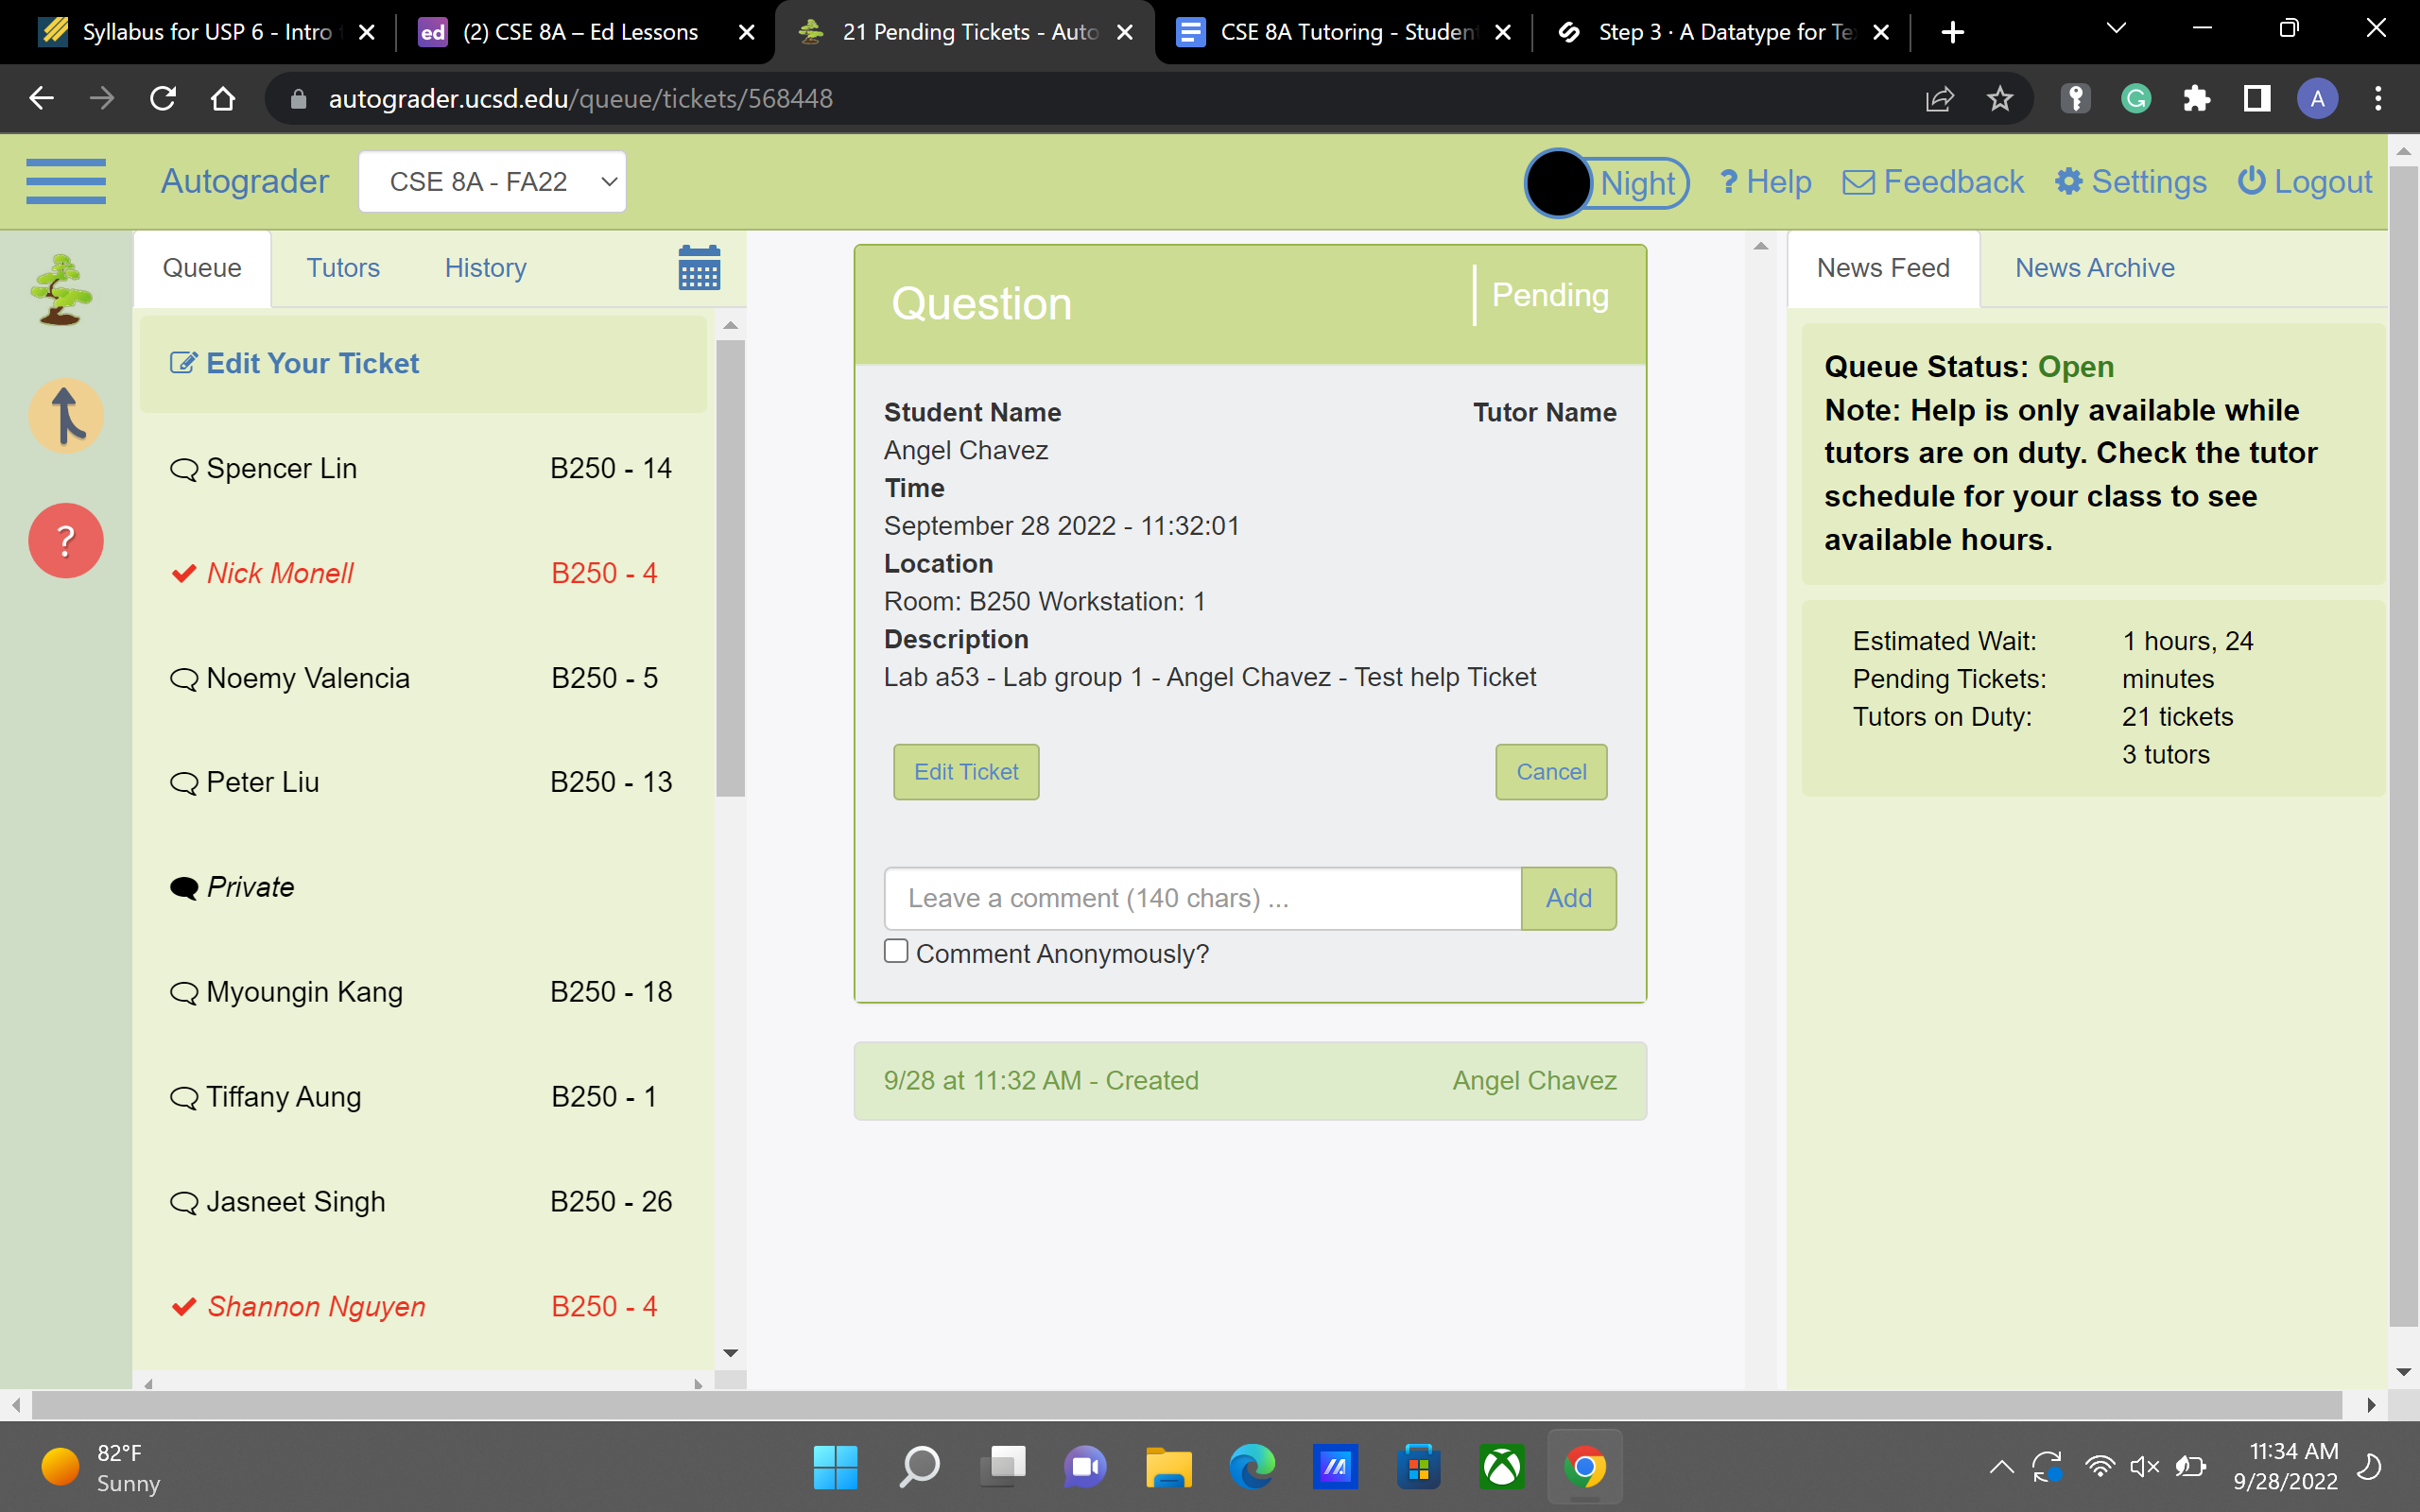 Syllabus for USP 6 - Intro
(2) CSE 8A – Ed Lessons
21 Pending Tickets - Auto
CSE 8A Tutoring - Student
Step 3 · A Datatype for Te
autograder.ucsd.edu/queue/tickets/568448
A
Autograder
CSE 8A - FA22
Night
? Help
Feedback
Settings
Logout
Queue
Tutors
History
Edit Your Ticket
Spencer Lin B250 - 14
Nick Monell B250 - 4
Noemy Valencia B250 - 5
Peter Liu B250 - 13
Private
Myoungin Kang B250 - 18
Tiffany Aung B250 - 1
Jasneet Singh B250 - 26
Shannon Nguyen B250 - 4
?
Question
Pending
Student Name Tutor Name
Angel Chavez
Time
September 28 2022 - 11:32:01
Location
Room: B250 Workstation: 1
Description
Lab a53 - Lab group 1 - Angel Chavez - Test help Ticket
Edit Ticket
Cancel
Leave a comment (140 chars) ...
Add
Comment Anonymously?
9/28 at 11:32 AM - Created Angel Chavez
News Feed
News Archive
Queue Status: Open
Note: Help is only available while
tutors are on duty. Check the tutor
schedule for your class to see
available hours.
Estimated Wait: 1 hours, 24
Pending Tickets: minutes
Tutors on Duty: 21 tickets
3 tutors
82°F
Sunny
11:34 AM
9/28/2022